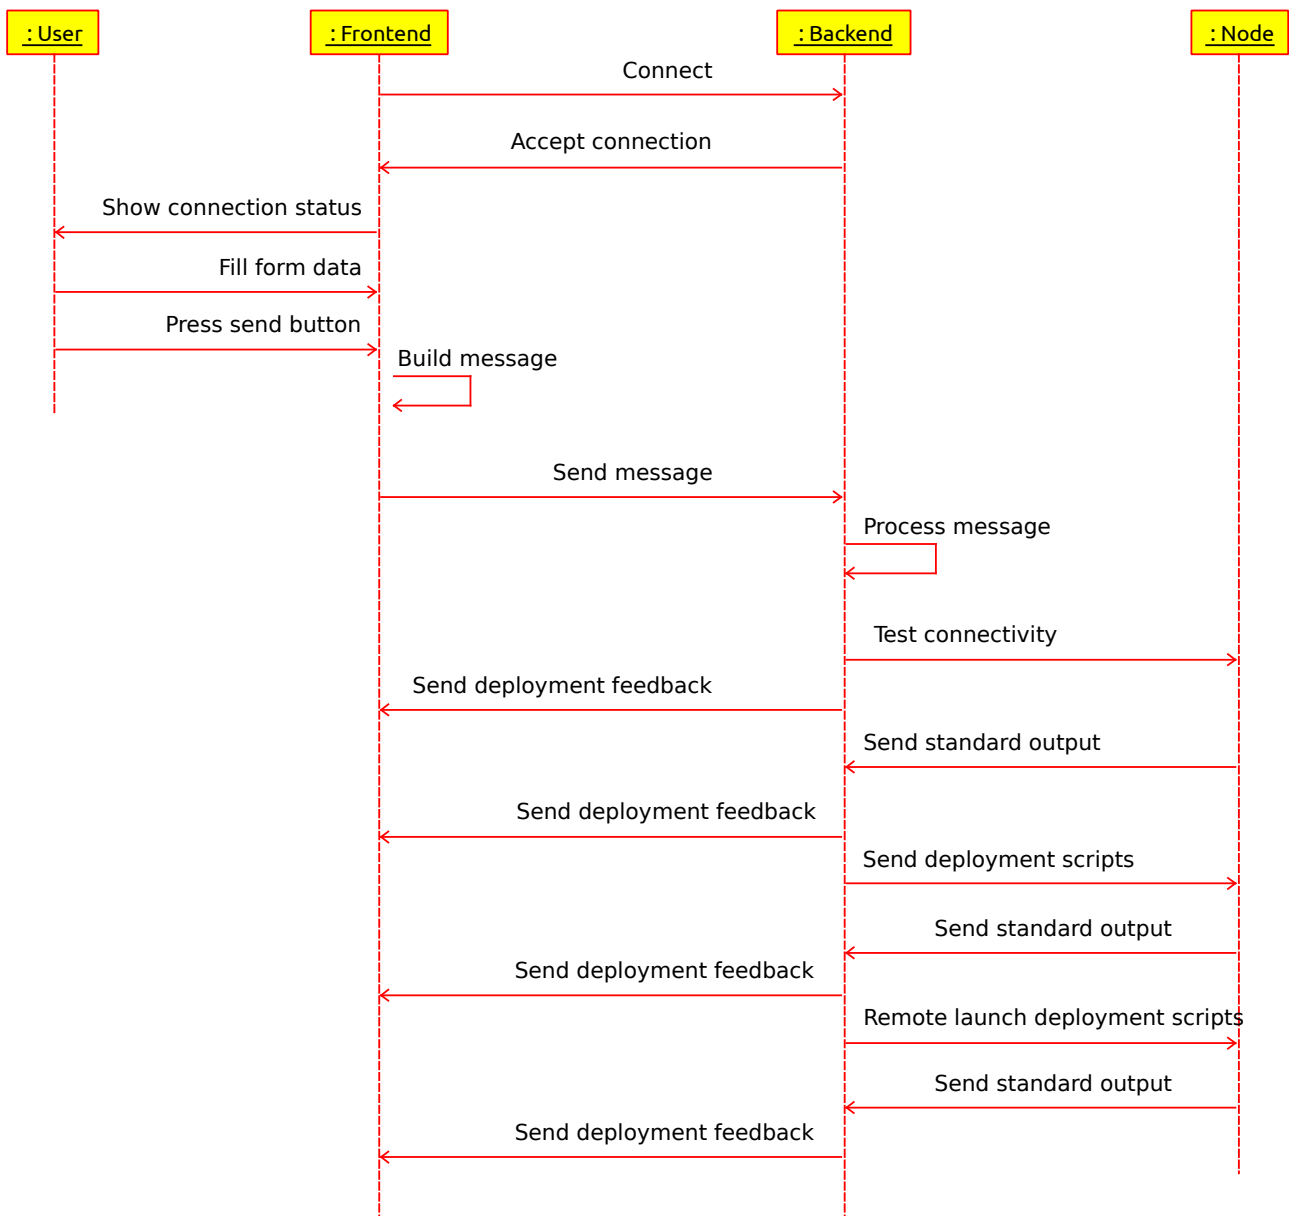 : User
: Frontend
: Backend
: Node
Connect
Accept connection
Show connection status
Fill form data
Press send button
Build message
Send message
Process message
Test connectivity
Send deployment feedback
Send standard output
Send deployment feedback
Send deployment scripts
Send standard output
Send deployment feedback
Remote launch deployment scripts
Send standard output
Send deployment feedback